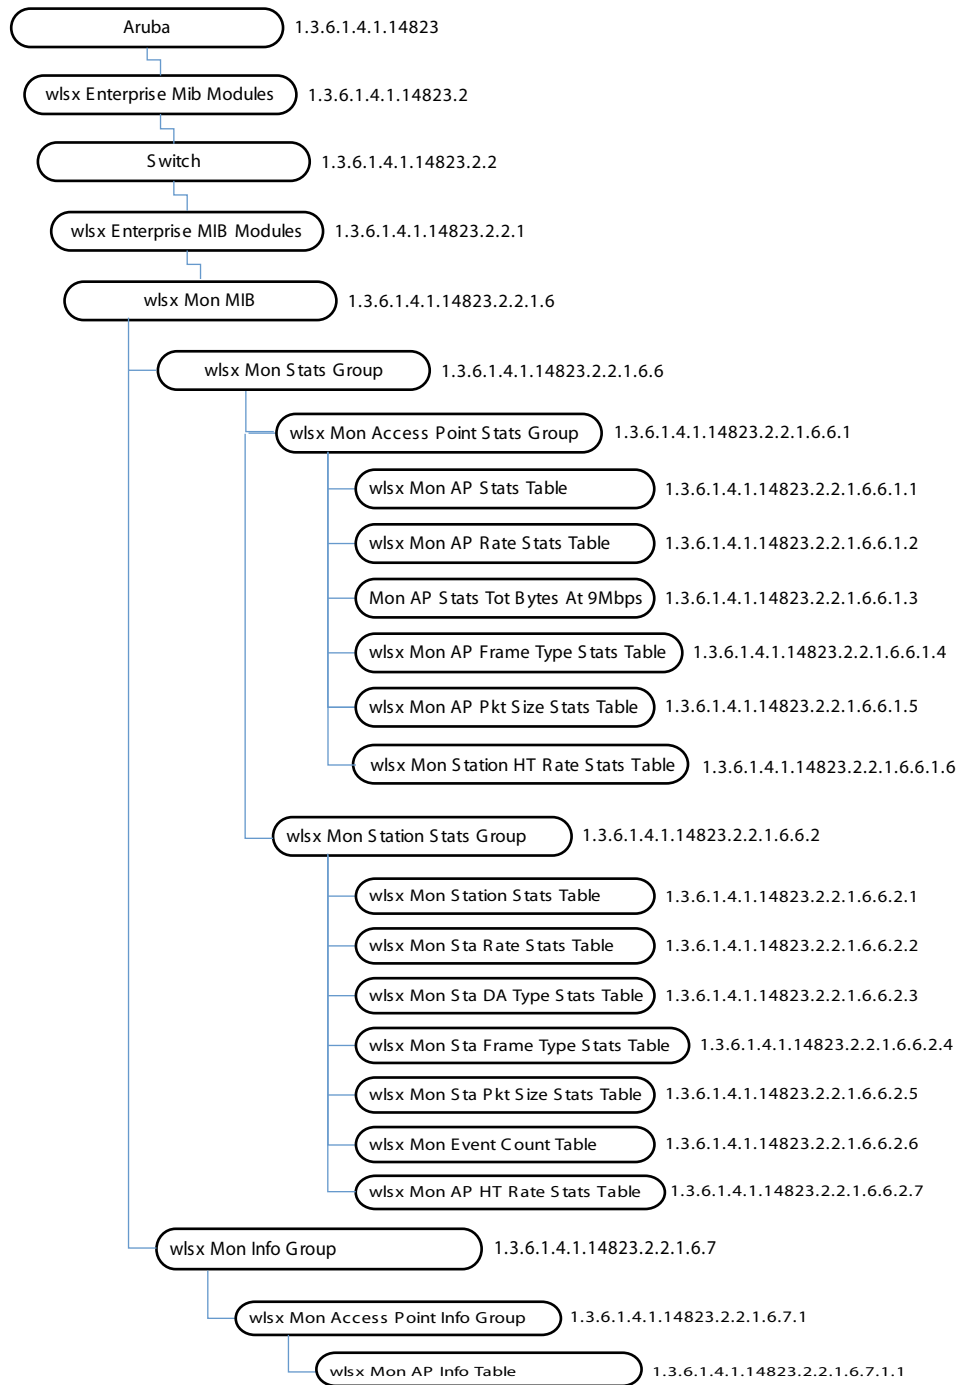 Aruba 1.3.6.1.4.1.14823
wlsx Enterprise Mib Modules 1.3.6.1.4.1.14823.2
Switch 1.3.6.1.4.1.14823.2.2
wlsx Enterprise MIB Modules 1.3.6.1.4.1.14823.2.2.1
wlsx Mon MIB 1.3.6.1.4.1.14823.2.2.1.6
wlsx Mon Stats Group 1.3.6.1.4.1.14823.2.2.1.6.6
wlsx Mon Access Point Stats Group 1.3.6.1.4.1.14823.2.2.1.6.6.1
wlsx Mon AP Stats Table 1.3.6.1.4.1.14823.2.2.1.6.6.1.1
wlsx Mon AP Rate Stats Table 1.3.6.1.4.1.14823.2.2.1.6.6.1.2
Mon AP Stats Tot Bytes At 9Mbps 1.3.6.1.4.1.14823.2.2.1.6.6.1.3
wlsx Mon AP Frame Type Stats Table 1.3.6.1.4.1.14823.2.2.1.6.6.1.4
wlsx Mon AP Pkt Size Stats Table 1.3.6.1.4.1.14823.2.2.1.6.6.1.5
wlsx Mon Station HT Rate Stats Table 1.3.6.1.4.1.14823.2.2.1.6.6.1.6
wlsx Mon Station Stats Group 1.3.6.1.4.1.14823.2.2.1.6.6.2
wlsx Mon Station Stats Table 1.3.6.1.4.1.14823.2.2.1.6.6.2.1
wlsx Mon Sta Rate Stats Table 1.3.6.1.4.1.14823.2.2.1.6.6.2.2
wlsx Mon Sta DA Type Stats Table 1.3.6.1.4.1.14823.2.2.1.6.6.2.3
wlsx Mon Sta Frame Type Stats Table 1.3.6.1.4.1.14823.2.2.1.6.6.2.4
wlsx Mon Sta Pkt Size Stats Table 1.3.6.1.4.1.14823.2.2.1.6.6.2.5
wlsx Mon Event Count Table 1.3.6.1.4.1.14823.2.2.1.6.6.2.6
wlsx Mon AP HT Rate Stats Table 1.3.6.1.4.1.14823.2.2.1.6.6.2.7
wlsx Mon Info Group 1.3.6.1.4.1.14823.2.2.1.6.7
wlsx Mon Access Point Info Group 1.3.6.1.4.1.14823.2.2.1.6.7.1
wlsx Mon AP Info Table 1.3.6.1.4.1.14823.2.2.1.6.7.1.1